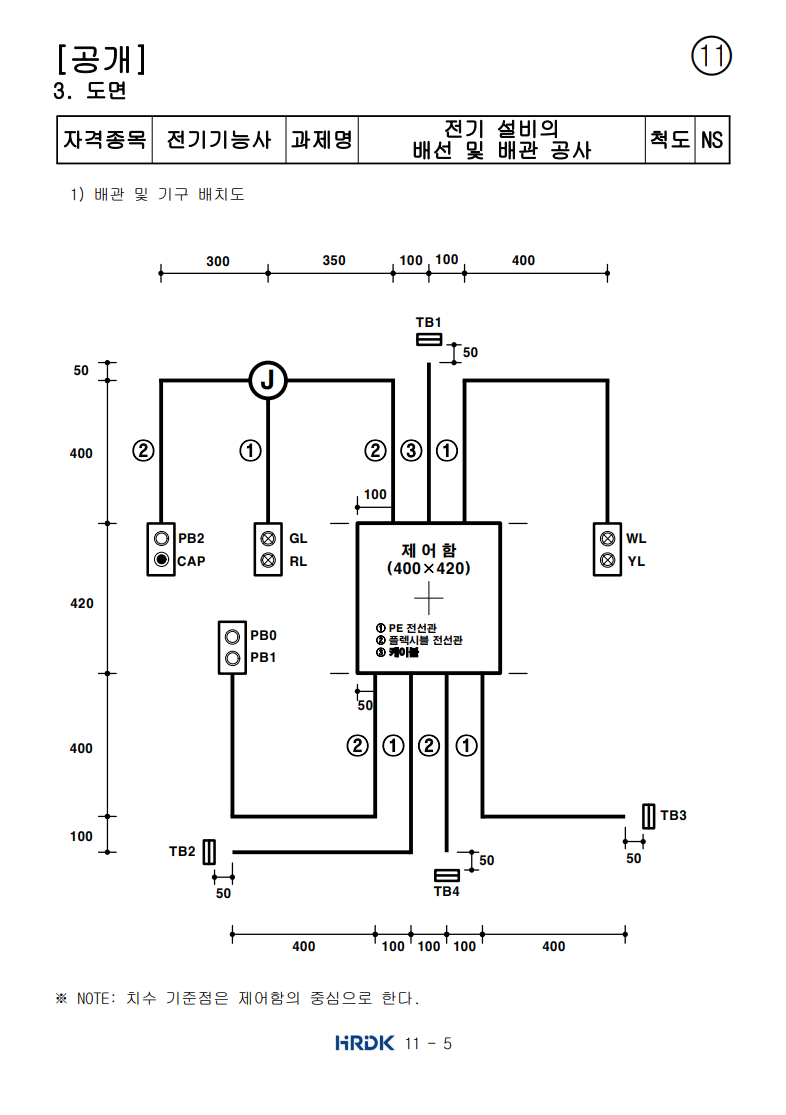 [공개]
⑪
3. 도면
자격종목 전기기능사 과제명 전기 설비의 배선 및 배관 공사 척도 NS
1) 배관 및 기구 배치도
300 350 100 100 400
TB1
50
50
J
400
② ① ② ③ ①
100
PB2 GL WL
CAP RL YL
제어함
(400×420)
420
① PE 전선관
② 플렉시블 전선관
③ 케이블
PB0
PB1
50
400
② ① ② ①
100
TB3
TB2
50
50
50
TB4
400 100 100 100 400
※ NOTE: 치수 기준점은 제어함의 중심으로 한다.
HRDK 11 - 5